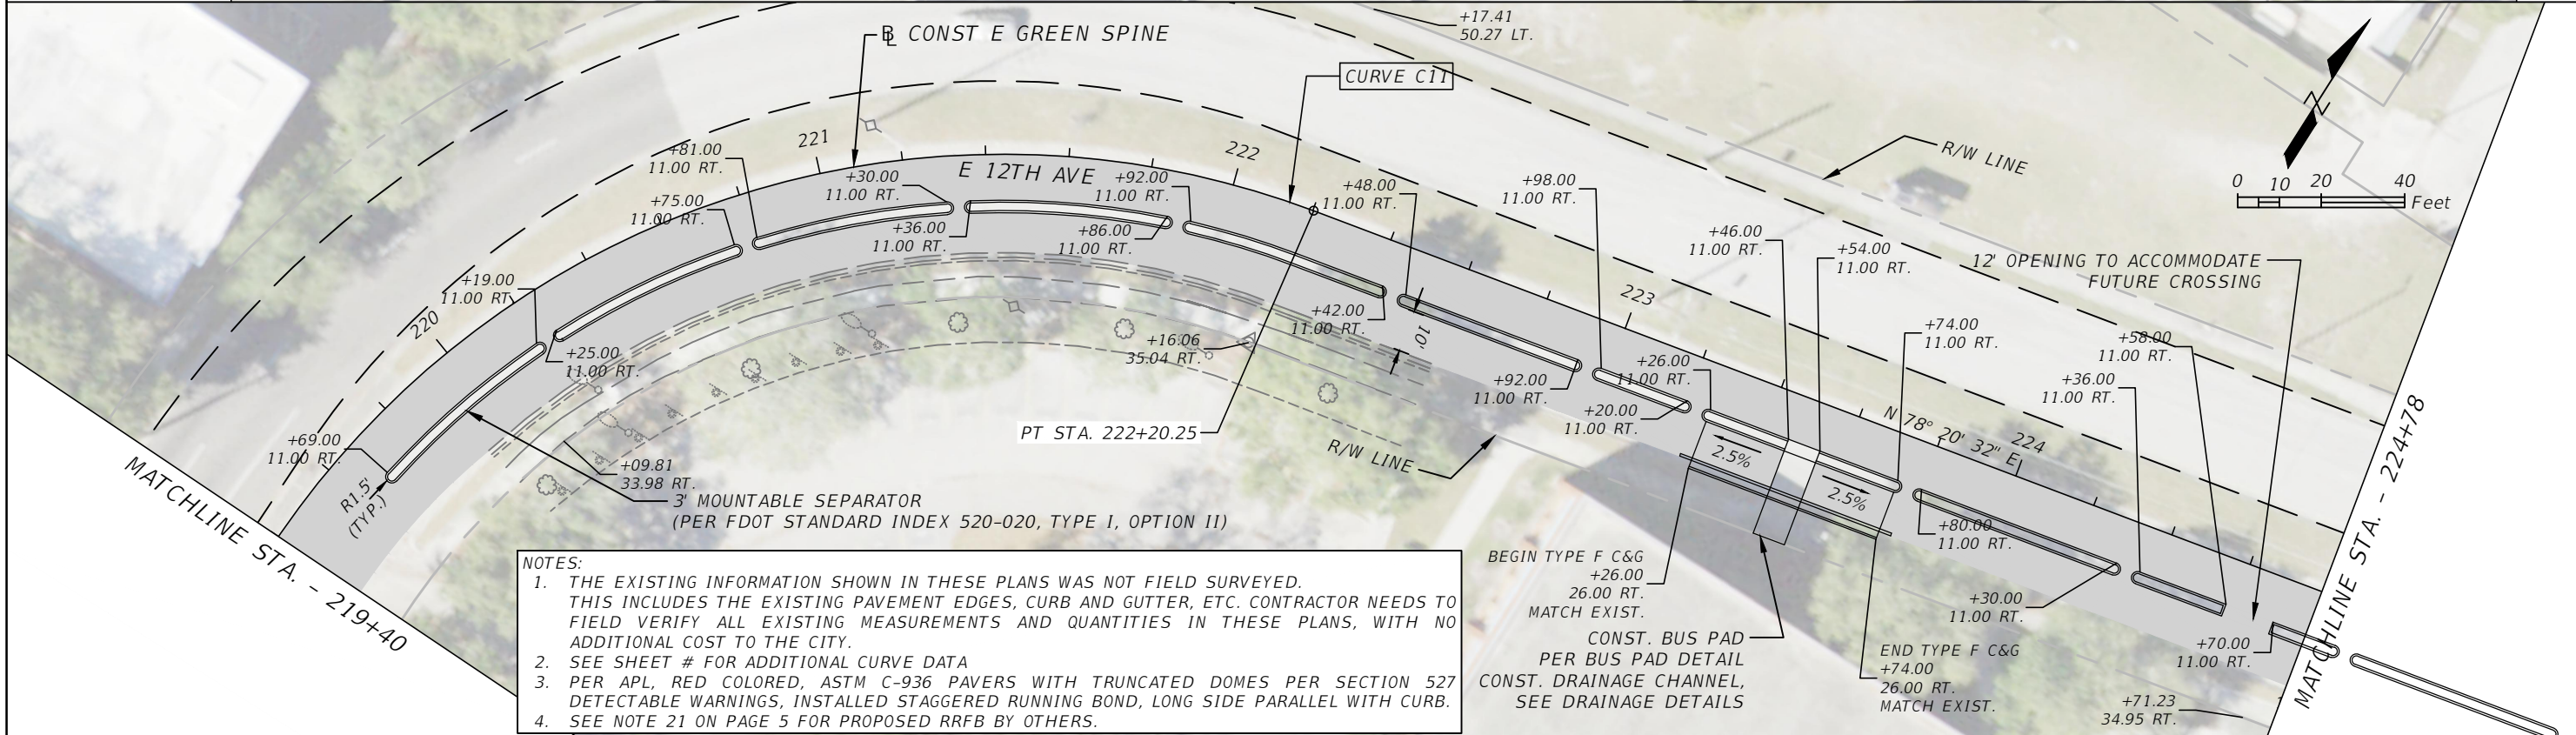 +17.41
50.27 LT.
B L CONST E GREEN SPINE
CURVE C11
R/W LINE
N
0 10 20 40
Feet
221
222
E 12TH AVE
+81.00
11.00 RT.
+30.00
11.00 RT.
+92.00
11.00 RT.
+48.00
11.00 RT.
+98.00
11.00 RT.
+75.00
11.00 RT.
+36.00
11.00 RT.
+86.00
11.00 RT.
+46.00
11.00 RT.
+54.00
11.00 RT.
12' OPENING TO ACCOMMODATE
FUTURE CROSSING
+19.00
11.00 RT.
220
223
+42.00
11.00 RT.
10'
+16.06
35.04 RT.
+25.00
11.00 RT.
+26.00
11.00 RT.
+74.00
11.00 RT.
+58.00
11.00 RT.
+92.00
11.00 RT.
+36.00
11.00 RT.
+20.00
11.00 RT.
N 78° 20' 32" E
224
PT STA. 222+20.25
R/W LINE
2.5%
2.5%
+69.00
11.00 RT.
R1.5'
(TYP.)
+09.81
33.98 RT.
3' MOUNTABLE SEPARATOR
(PER FDOT STANDARD INDEX 520-020, TYPE I, OPTION II)
MATCHLINE STA. - 219+40
MATCHLINE STA. - 224+78
+80.00
11.00 RT.
BEGIN TYPE F C&G
+26.00
26.00 RT.
MATCH EXIST.
+30.00
11.00 RT.
CONST. BUS PAD
PER BUS PAD DETAIL
CONST. DRAINAGE CHANNEL,
SEE DRAINAGE DETAILS
END TYPE F C&G
+74.00
26.00 RT.
MATCH EXIST.
+70.00
11.00 RT.
+71.23
34.95 RT.
NOTES:
1. THE EXISTING INFORMATION SHOWN IN THESE PLANS WAS NOT FIELD SURVEYED.
THIS INCLUDES THE EXISTING PAVEMENT EDGES, CURB AND GUTTER, ETC. CONTRACTOR NEEDS TO
FIELD VERIFY ALL EXISTING MEASUREMENTS AND QUANTITIES IN THESE PLANS, WITH NO
ADDITIONAL COST TO THE CITY.
2. SEE SHEET # FOR ADDITIONAL CURVE DATA
3. PER APL, RED COLORED, ASTM C-936 PAVERS WITH TRUNCATED DOMES PER SECTION 527
DETECTABLE WARNINGS, INSTALLED STAGGERED RUNNING BOND, LONG SIDE PARALLEL WITH CURB.
4. SEE NOTE 21 ON PAGE 5 FOR PROPOSED RRFB BY OTHERS.